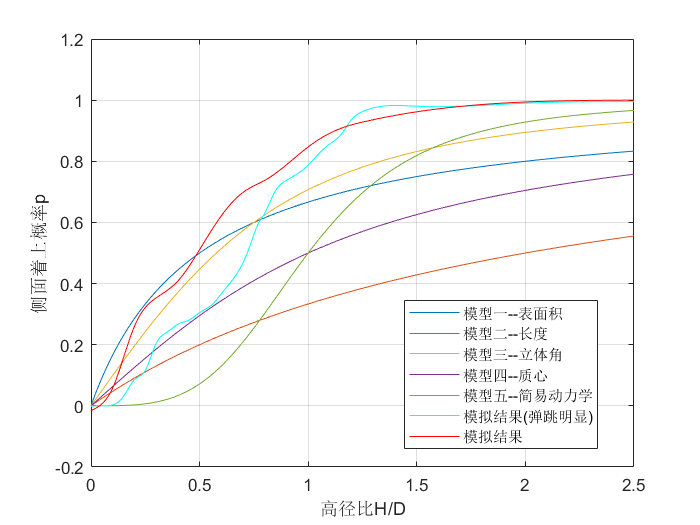 1.2
1
0.8
0.6
0.4
0.2
0
-0.2
侧面着上概率p
0
0.5
1
1.5
2
2.5
高径比H/D
模型一--表面积
模型二--长度
模型三--立体角
模型四--质心
模型五--简易动力学
模拟结果(弹跳明显)
模拟结果